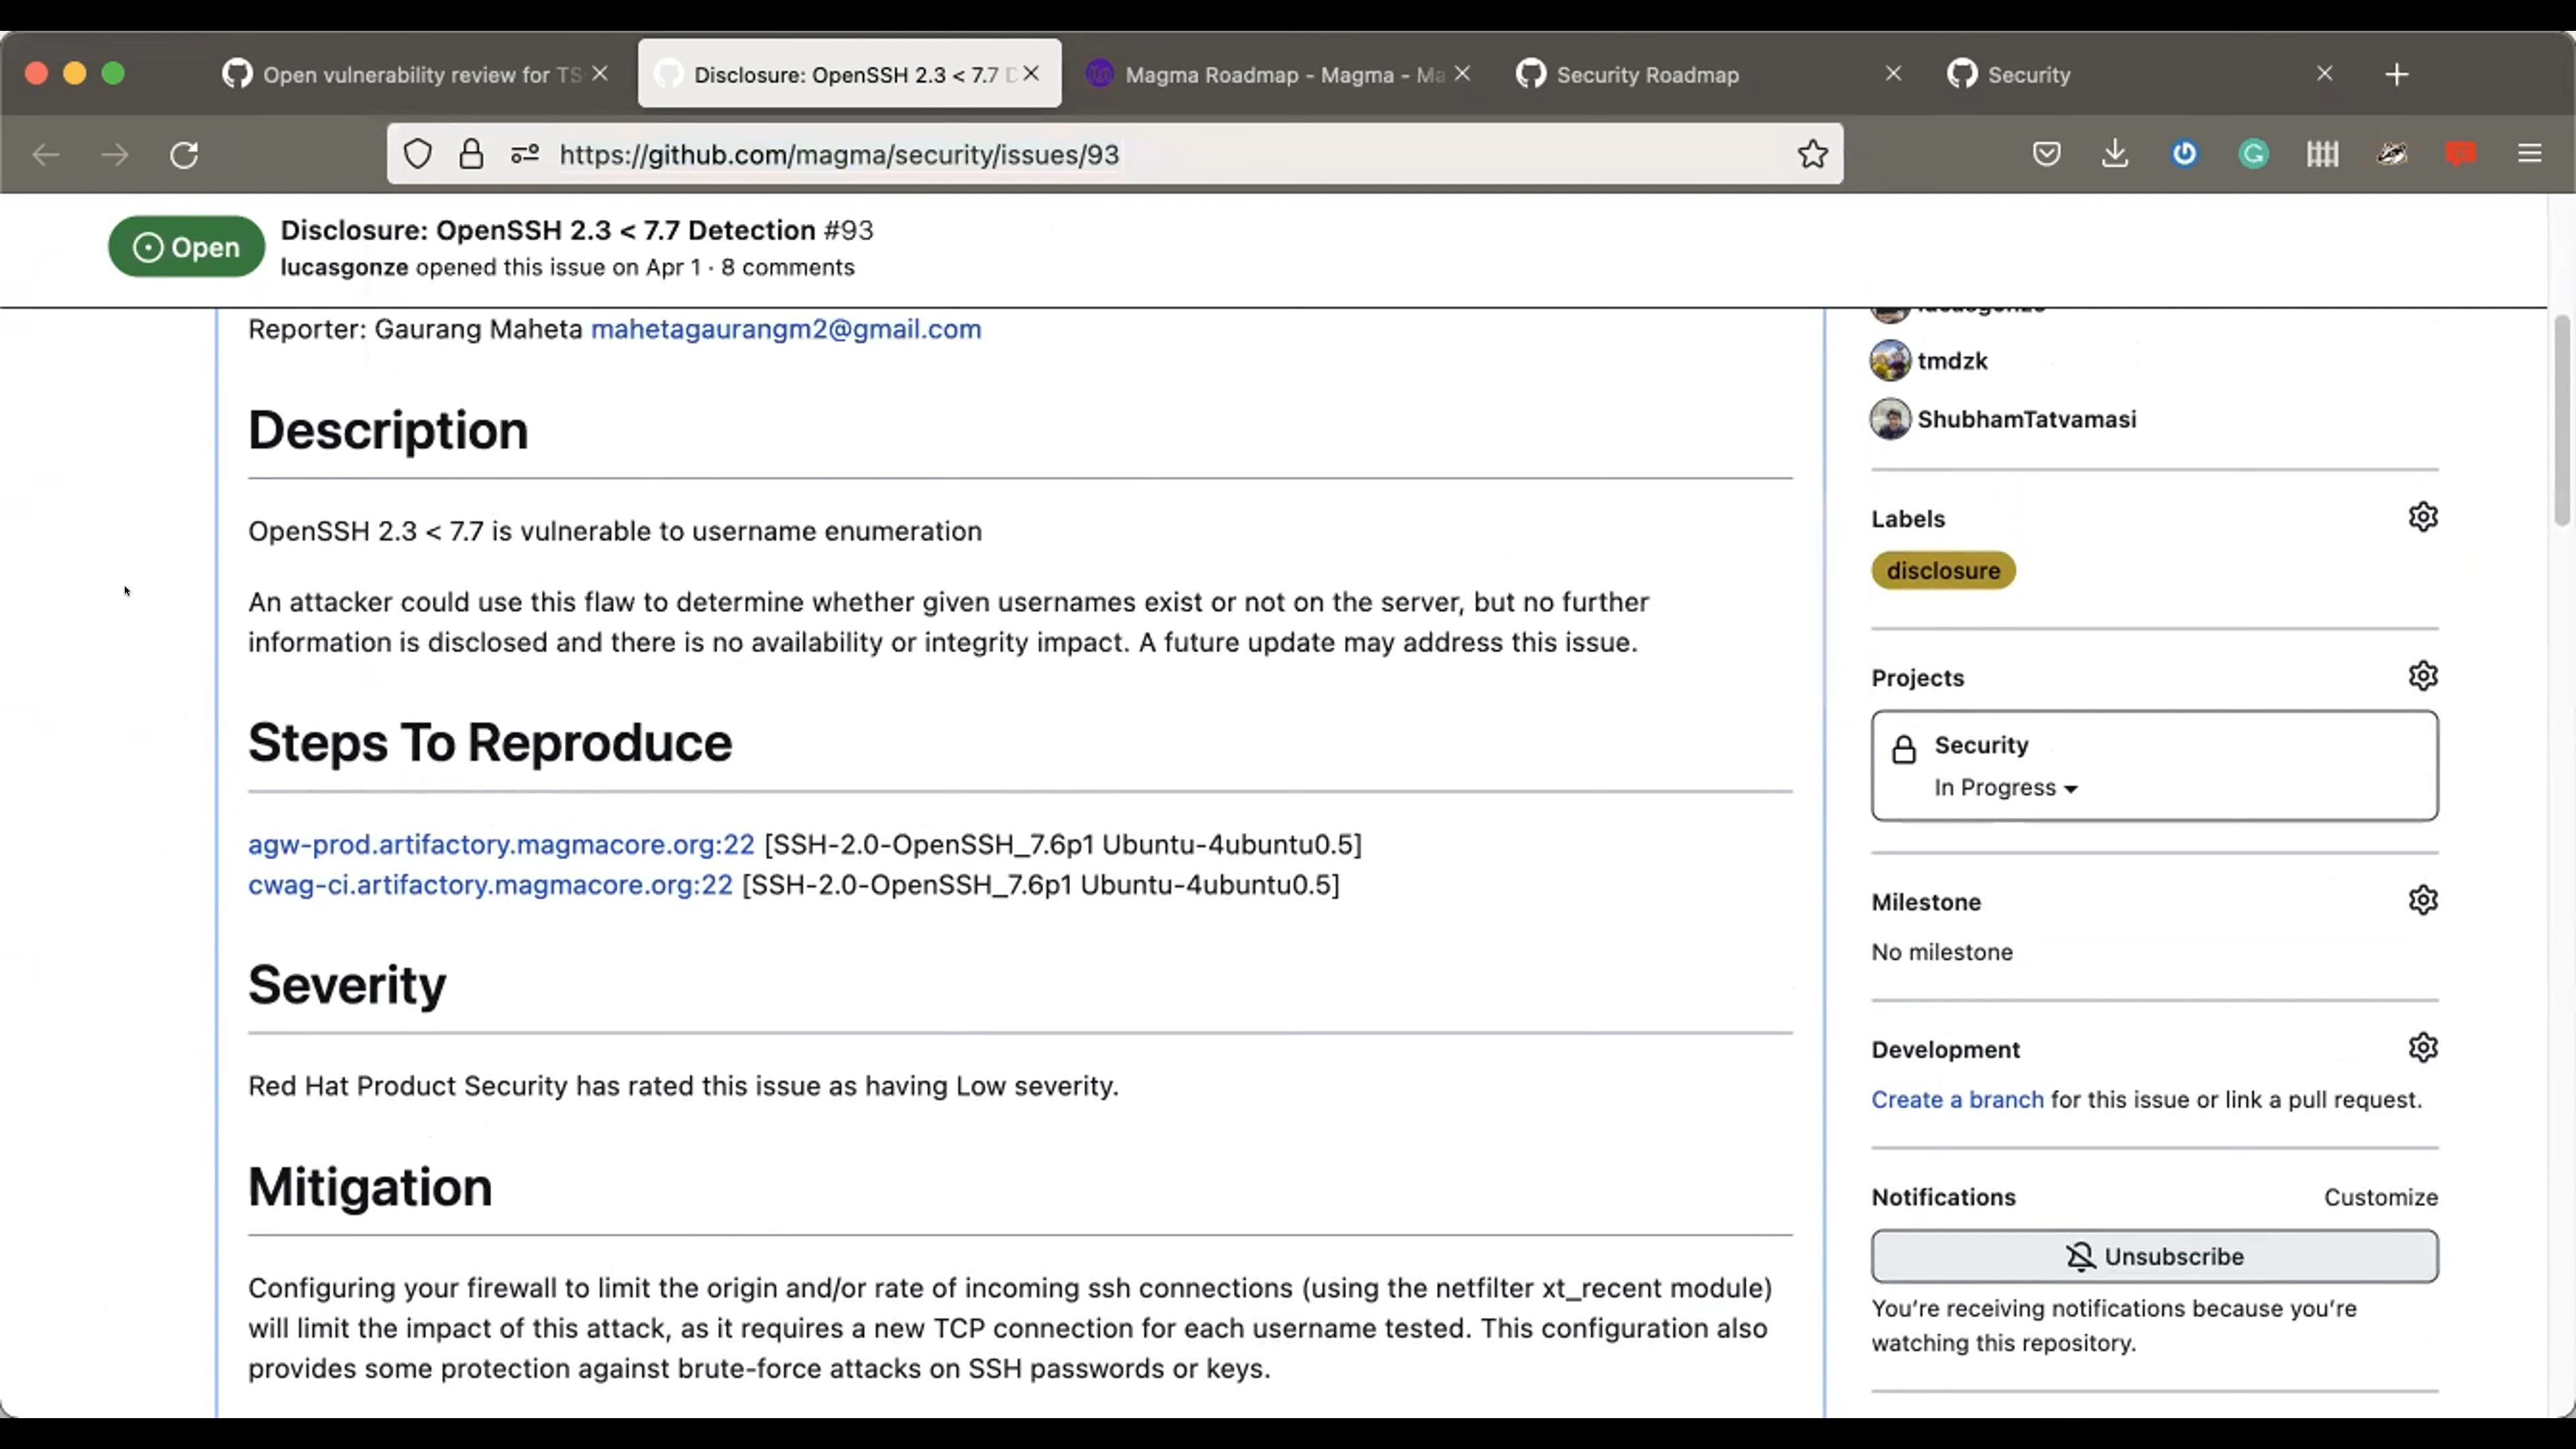 Open vulnerability review for TS
Disclosure: OpenSSH 2.3 < 7.7 D
Magma Roadmap - Magma - Ma
Security Roadmap
Security
https://github.com/magma/security/issues/93
Open
Disclosure: OpenSSH 2.3 < 7.7 Detection #93
lucasgonze opened this issue on Apr 1 · 8 comments
Reporter: Gaurang Maheta mahetagaurangm2@gmail.com
Description
OpenSSH 2.3 < 7.7 is vulnerable to username enumeration
An attacker could use this flaw to determine whether given usernames exist or not on the server, but no further
information is disclosed and there is no availability or integrity impact. A future update may address this issue.
Steps To Reproduce
agw-prod.artifactory.magmacore.org:22 [SSH-2.0-OpenSSH_7.6p1 Ubuntu-4ubuntu0.5]
cwag-ci.artifactory.magmacore.org:22 [SSH-2.0-OpenSSH_7.6p1 Ubuntu-4ubuntu0.5]
Severity
Red Hat Product Security has rated this issue as having Low severity.
Mitigation
Configuring your firewall to limit the origin and/or rate of incoming ssh connections (using the netfilter xt_recent module)
will limit the impact of this attack, as it requires a new TCP connection for each username tested. This configuration also
provides some protection against brute-force attacks on SSH passwords or keys.
tmdzk
ShubhamTatvamasi
Labels
disclosure
Projects
Security
In Progress
Milestone
No milestone
Development
Create a branch for this issue or link a pull request.
Notifications
Customize
Unsubscribe
You're receiving notifications because you're
watching this repository.